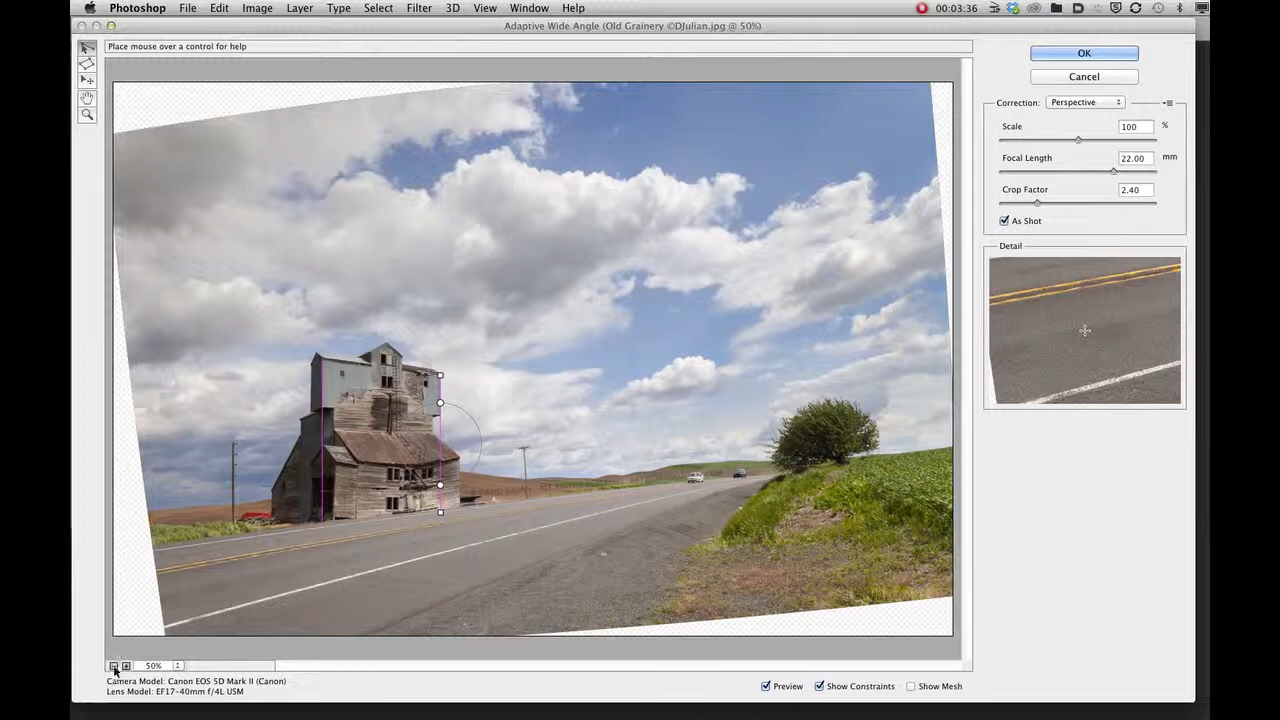 Photoshop File Edit Image Layer Type Select Filter 3D View Window Help 00:03:36
Adaptive Wide Angle (Old Grainery ©DJulian.jpg @ 50%)
Place mouse over a control for help
OK
Cancel
Correction: Perspective
Scale 100 %
Focal Length 22.00 mm
Crop Factor 2.40
As Shot
Detail
50%
Camera Model: Canon EOS 5D Mark II (Canon)
Lens Model: EF17-40mm f/4L USM
Preview Show Constraints Show Mesh